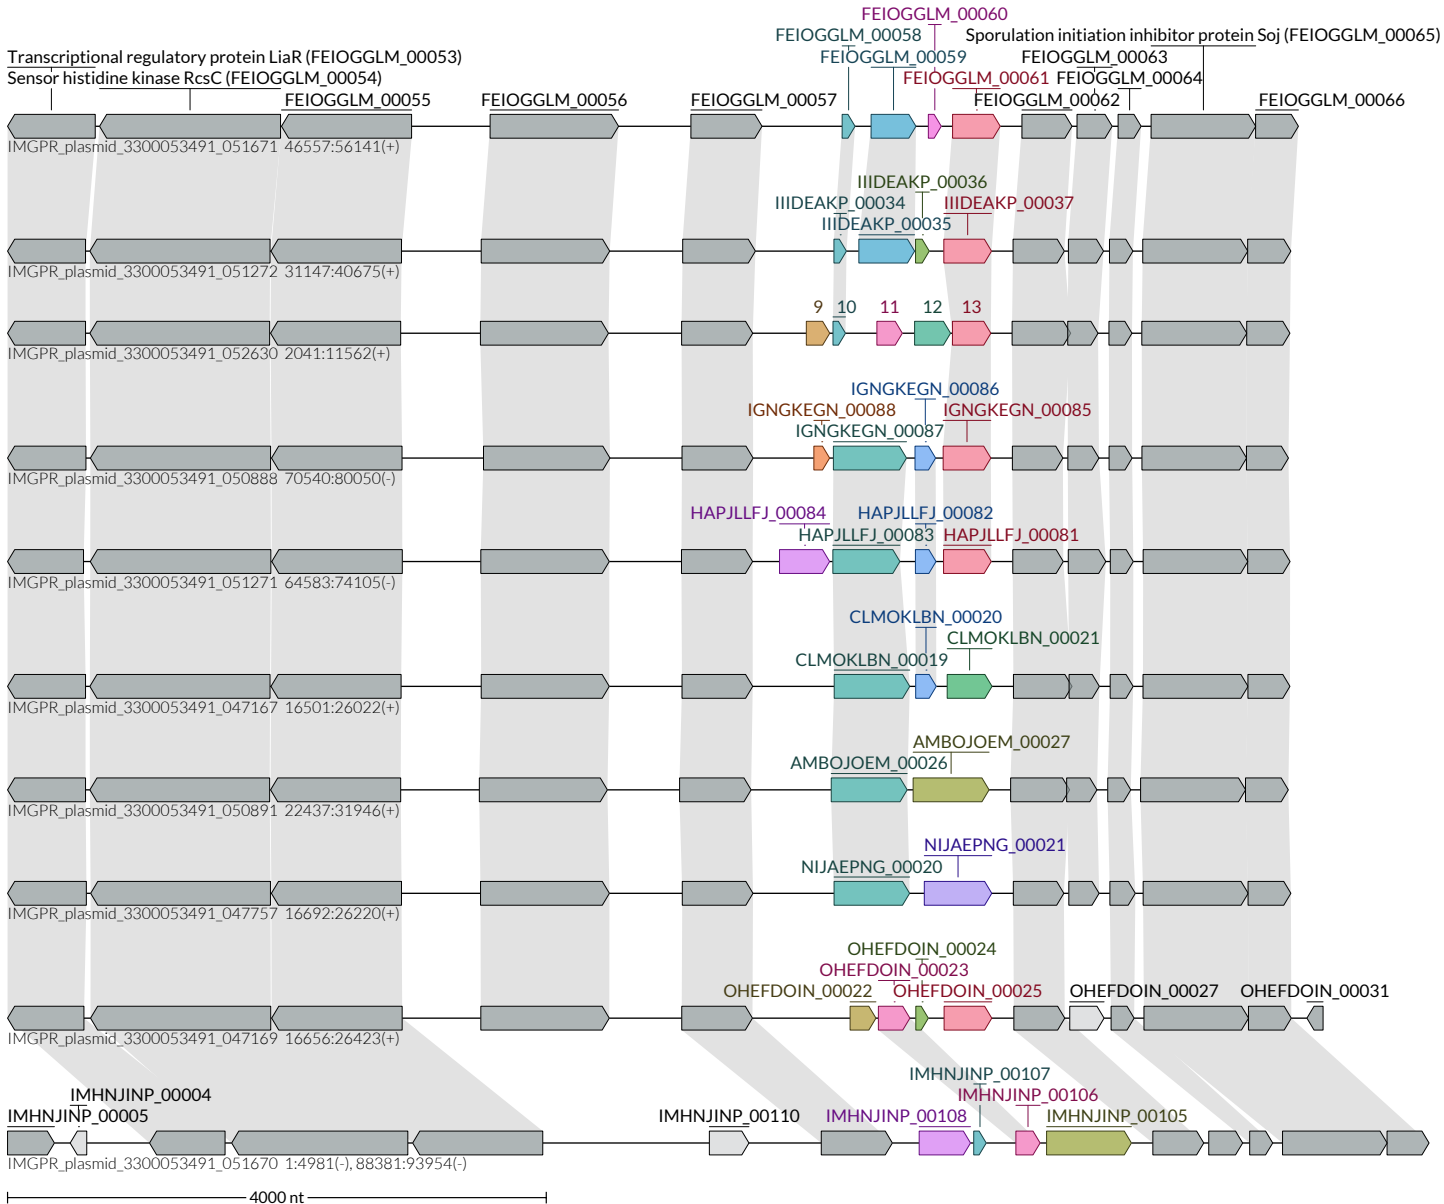 FEIOGGLM_00060
FEIOGGLM_00058
Sporulation initiation inhibitor protein Soj (FEIOGGLM_00065)
Transcriptional regulatory protein LiaR (FEIOGGLM_00053)
FEIOGGLM_00059
FEIOGGLM_00063
Sensor histidine kinase RcsC (FEIOGGLM_00054)
FEIOGGLM_00061
FEIOGGLM_00064
FEIOGGLM_00055
FEIOGGLM_00056
FEIOGGLM_00057
FEIOGGLM_00062
FEIOGGLM_00066
IMGPR_plasmid_3300053491_051671 46557:56141(+)
IIIDEAKP_00036
IIIDEAKP_00034
IIIDEAKP_00037
IIIDEAKP_00035
IMGPR_plasmid_3300053491_051272 31147:40675(+)
9 10 11 12 13
IMGPR_plasmid_3300053491_052630 2041:11562(+)
IGNGKEGN_00086
IGNGKEGN_00088
IGNGKEGN_00085
IGNGKEGN_00087
IMGPR_plasmid_3300053491_050888 70540:80050(-)
HAPJLLFJ_00084
HAPJLLFJ_00082
HAPJLLFJ_00083
HAPJLLFJ_00081
IMGPR_plasmid_3300053491_051271 64583:74105(-)
CLMOKLBN_00020
CLMOKLBN_00021
CLMOKLBN_00019
IMGPR_plasmid_3300053491_047167 16501:26022(+)
AMBOJOEM_00027
AMBOJOEM_00026
IMGPR_plasmid_3300053491_050891 22437:31946(+)
NIJAEPNG_00021
NIJAEPNG_00020
IMGPR_plasmid_3300053491_047757 16692:26220(+)
OHEFDOIN_00024
OHEFDOIN_00023
OHEFDOIN_00022
OHEFDOIN_00025
OHEFDOIN_00027
OHEFDOIN_00031
IMGPR_plasmid_3300053491_047169 16656:26423(+)
IMHNJINP_00107
IMHNJINP_00004
IMHNJINP_00106
IMHNJINP_00005
IMHNJINP_00110
IMHNJINP_00108
IMHNJINP_00105
IMGPR_plasmid_3300053491_051670 1:4981(-), 88381:93954(-)
4000 nt